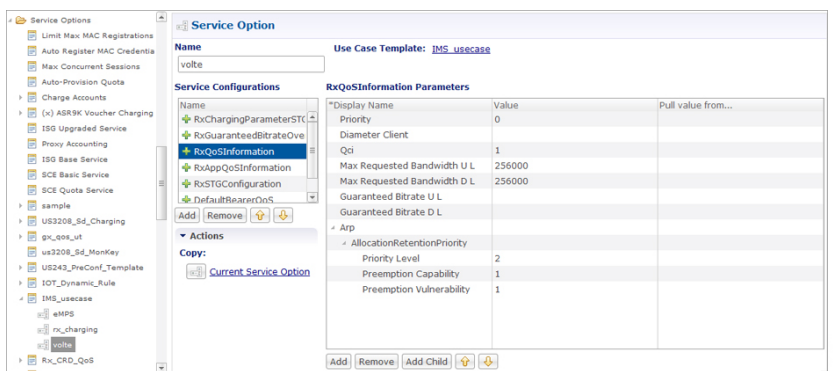 Service Options
Limit Max MAC Registrations
Auto Register MAC Credentia
Max Concurrent Sessions
Auto-Provision Quota
Charge Accounts
(x) ASR9K Voucher Charging
ISG Upgraded Service
Proxy Accounting
ISG Base Service
SCE Basic Service
SCE Quota Service
sample
US3208_Sd_Charging
gx_qos_ut
us3208_Sd_MonKey
US243_PreConf_Template
IOT_Dynamic_Rule
IMS_usecase
eMPS
rx_charging
volte
Rx_CRD_QoS
Service Option
Name
Use Case Template: IMS_usecase
volte
Service Configurations
Name
RxChargingParameterSTC
RxGuaranteedBitrateOve
RxQoSInformation
RxAppQoSInformation
RxSTGConfiguration
DefaultBearerQoS
Add Remove
Actions
Copy:
Current Service Option
RxQoSInformation Parameters
*Display Name Value Pull value from...
Priority 0
Diameter Client
Qci 1
Max Requested Bandwidth U L 256000
Max Requested Bandwidth D L 256000
Guaranteed Bitrate U L
Guaranteed Bitrate D L
Arp
AllocationRetentionPriority
Priority Level 2
Preemption Capability 1
Preemption Vulnerability 1
Add Remove Add Child